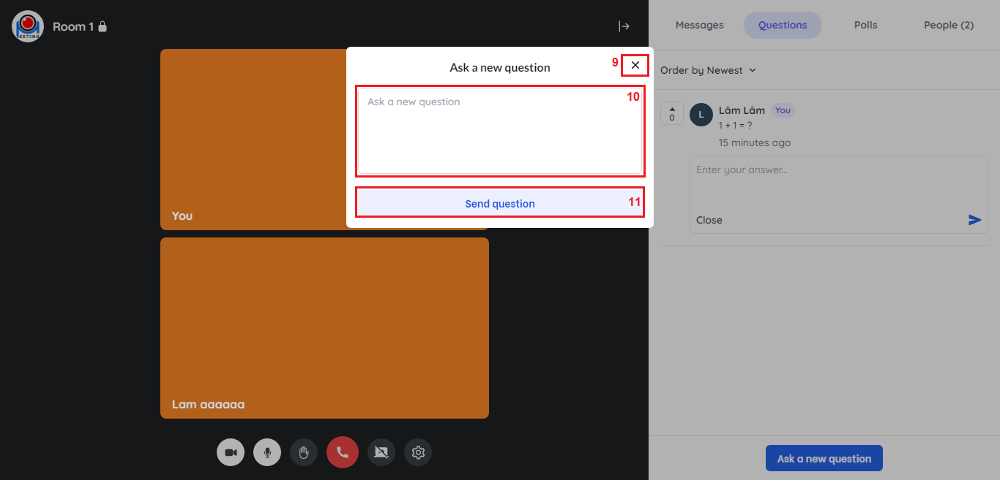 EETING
Room 1
Messages
Questions
Polls
People (2)
Ask a new question
9
Ask a new question
10
Send question
11
Order by Newest
0
L
Lâm Lâm
You
1 + 1 = ?
15 minutes ago
Enter your answer...
Close
You
Lam aaaaaa
Ask a new question